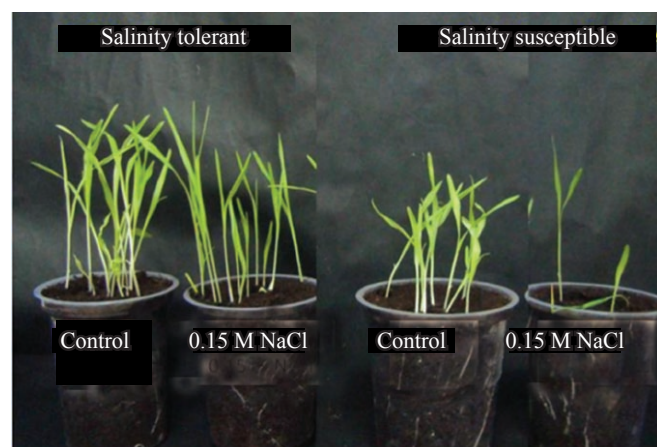 Salinity tolerant
Salinity susceptible
Control
0.15 M NaCl
Control
0.15 M NaCl